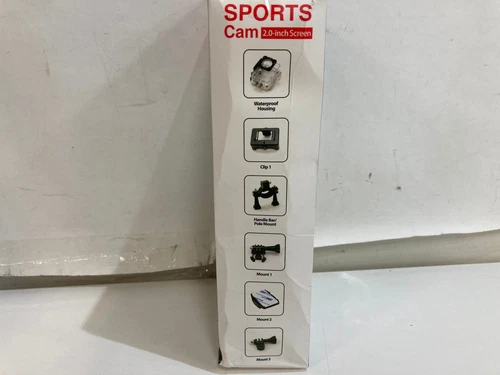 SPORTS
Cam 2.0-inch Screen
Waterproof
Housing
Clip 1
Handle Bar/
Pole Mount
Mount 1
Mount 2
Mount 3